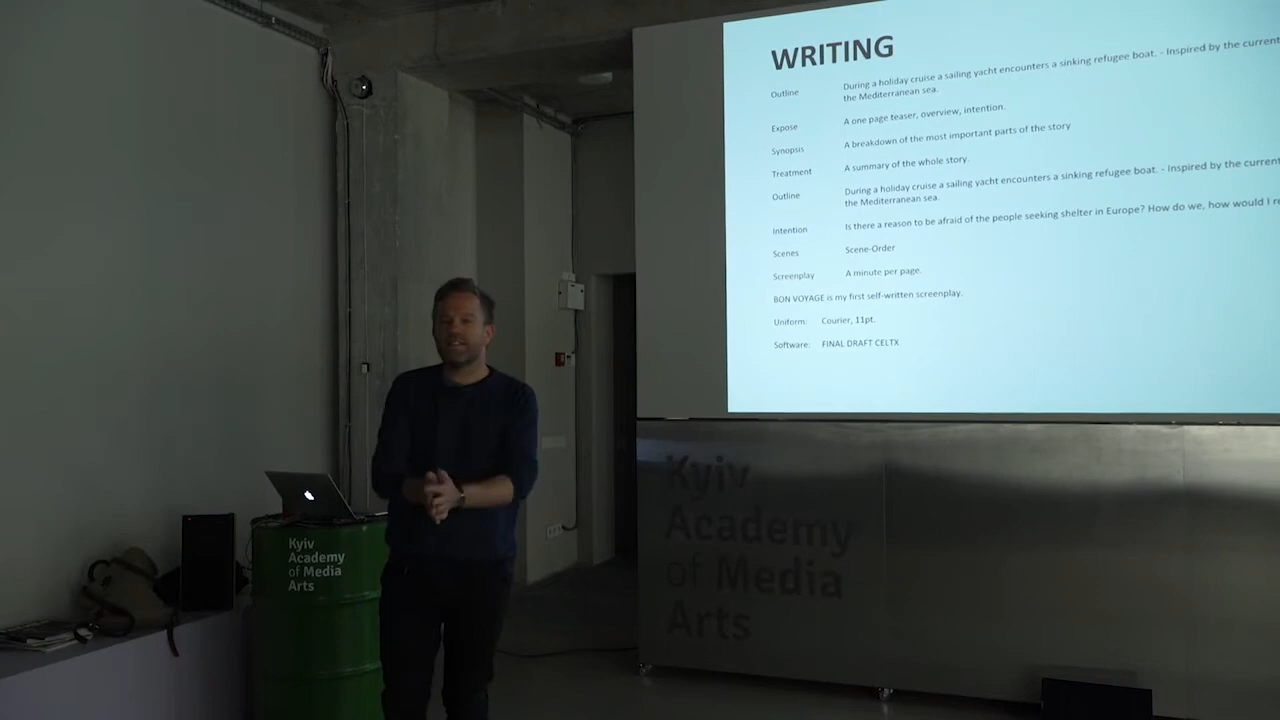 WRITING
Outline During a holiday cruise a sailing yacht encounters a sinking refugee boat. - Inspired by the current
the Mediterranean sea.
Expose A one page teaser, overview, intention.
Synopsis A breakdown of the most important parts of the story
Treatment A summary of the whole story.
Outline During a holiday cruise a sailing yacht encounters a sinking refugee boat. - Inspired by the current
the Mediterranean sea.
Intention Is there a reason to be afraid of the people seeking shelter in Europe? How do we, how would I
Scenes Scene-Order
Screenplay A minute per page.
BON VOYAGE is my first self-written screenplay.
Uniform: Courier, 11pt.
Software: FINAL DRAFT CELTX
Kyiv
Academy
of Media
Arts
Kyiv
Academy
of Media
Arts